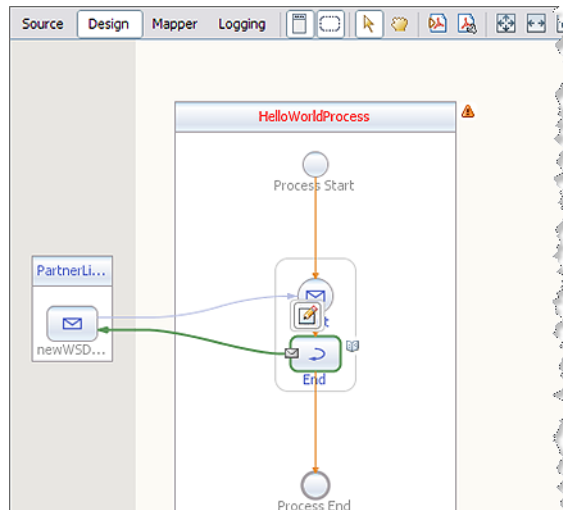 Source Design Mapper Logging
HelloWorldProcess
Process Start
PartnerLi...
newWSD...
End
Process End